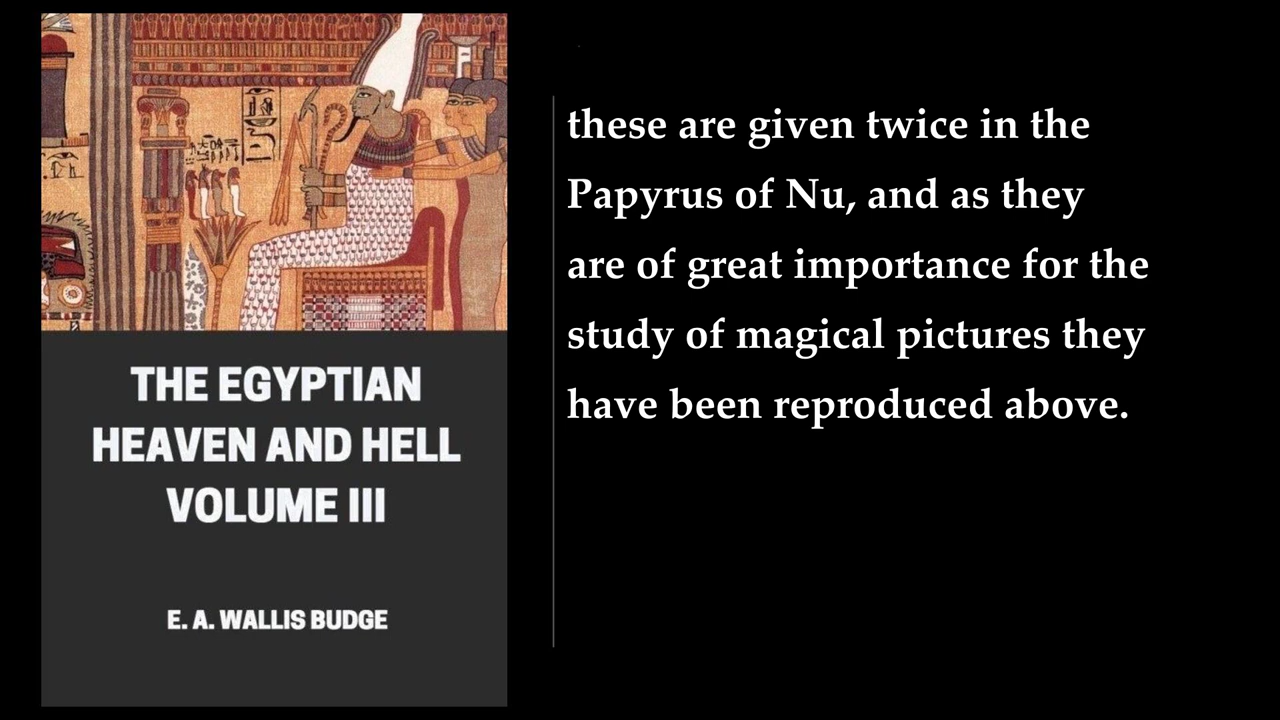 THE EGYPTIAN
HEAVEN AND HELL
VOLUME III
E. A. WALLIS BUDGE
these are given twice in the
Papyrus of Nu, and as they
are of great importance for the
study of magical pictures they
have been reproduced above.